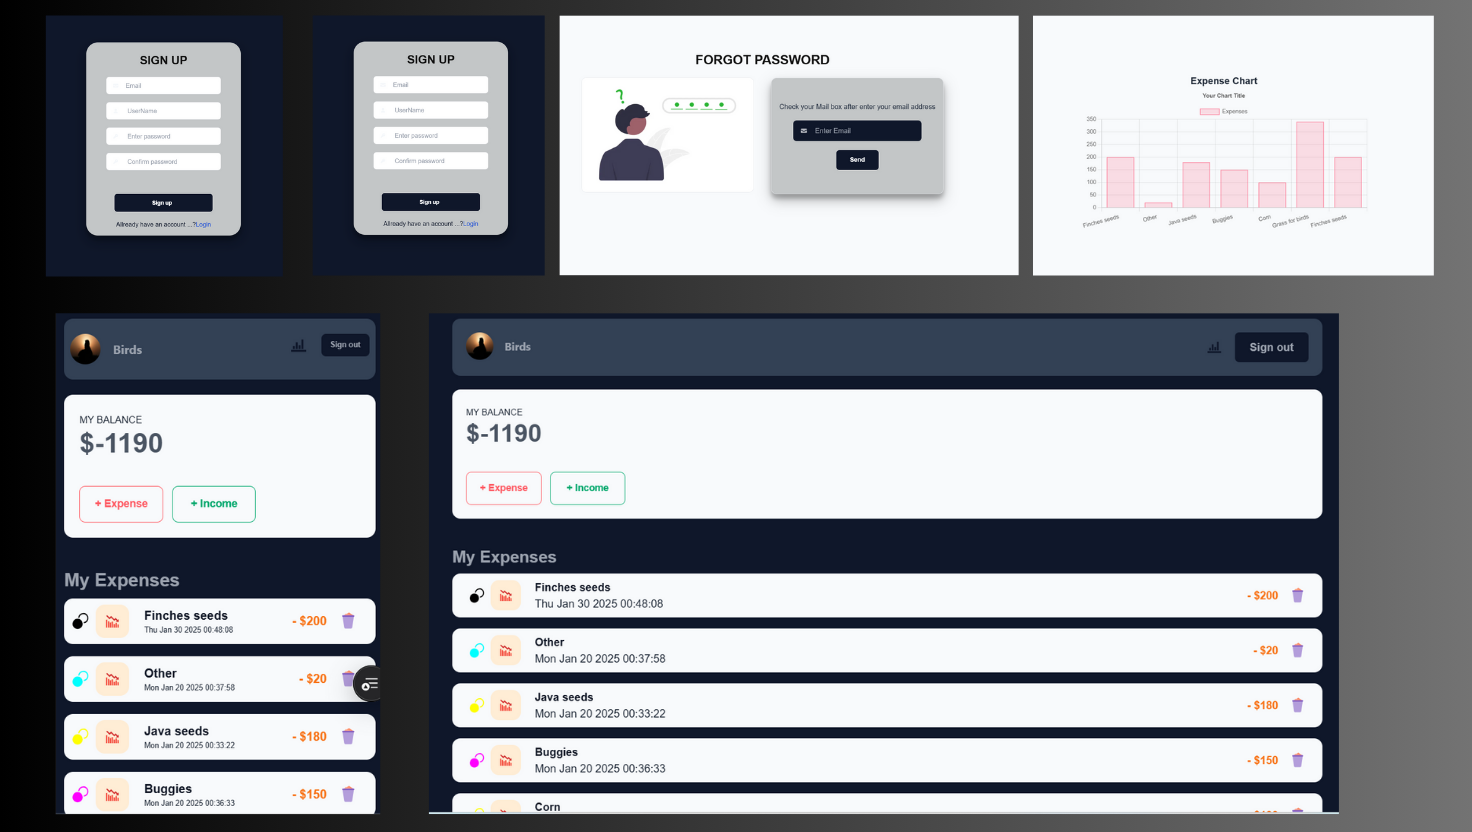 SIGN UP
Email
UserName
Enter password
Confirm password
Sign up
Allready have an account ...?Login
SIGN UP
Email
UserName
Enter password
Confirm password
Sign up
Allready have an account ...?Login
FORGOT PASSWORD
?
Check your Mail box after enter your email address
Enter Email
Send
Expense Chart
Your Chart Title
Expenses
350
300
250
200
150
100
50
0
Finches seeds
Other
Java seeds
Buggies
Corn
Grass for birds
Finches seeds
Birds
Sign out
MY BALANCE
$-1190
+ Expense
+ Income
My Expenses
Finches seeds
Thu Jan 30 2025 00:48:08
- $200
Other
Mon Jan 20 2025 00:37:58
- $20
Java seeds
Mon Jan 20 2025 00:33:22
- $180
Buggies
Mon Jan 20 2025 00:36:33
- $150
Birds
Sign out
MY BALANCE
$-1190
+ Expense
+ Income
My Expenses
Finches seeds
Thu Jan 30 2025 00:48:08
- $200
Other
Mon Jan 20 2025 00:37:58
- $20
Java seeds
Mon Jan 20 2025 00:33:22
- $180
Buggies
Mon Jan 20 2025 00:36:33
- $150
Corn